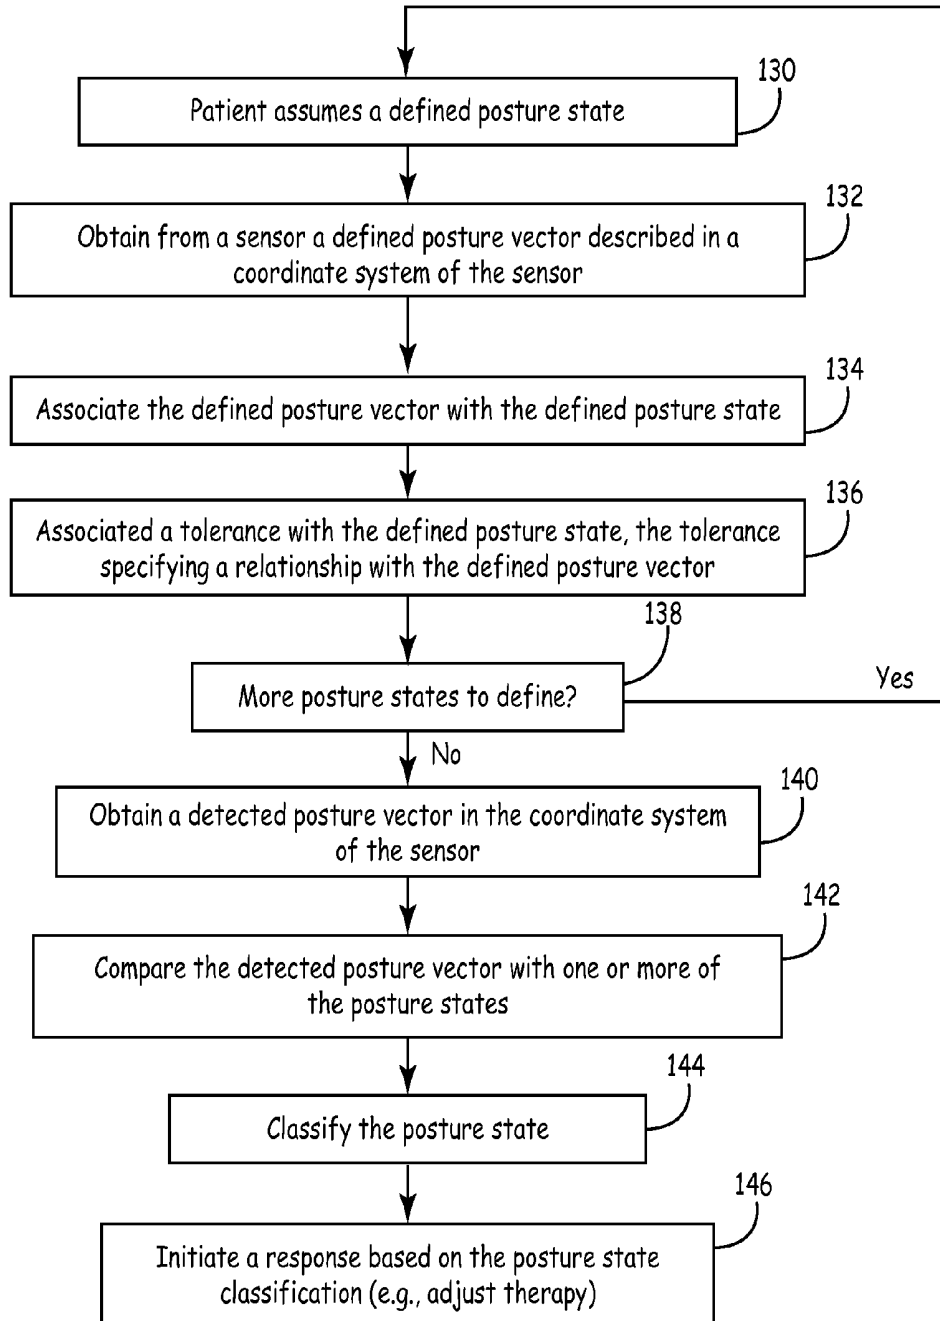 130
Patient assumes a defined posture state
132
Obtain from a sensor a defined posture vector described in a
coordinate system of the sensor
134
Associate the defined posture vector with the defined posture state
136
Associated a tolerance with the defined posture state, the tolerance
specifying a relationship with the defined posture vector
138
More posture states to define?
Yes
No
140
Obtain a detected posture vector in the coordinate system
of the sensor
142
Compare the detected posture vector with one or more of
the posture states
144
Classify the posture state
146
Initiate a response based on the posture state
classification (e.g., adjust therapy)